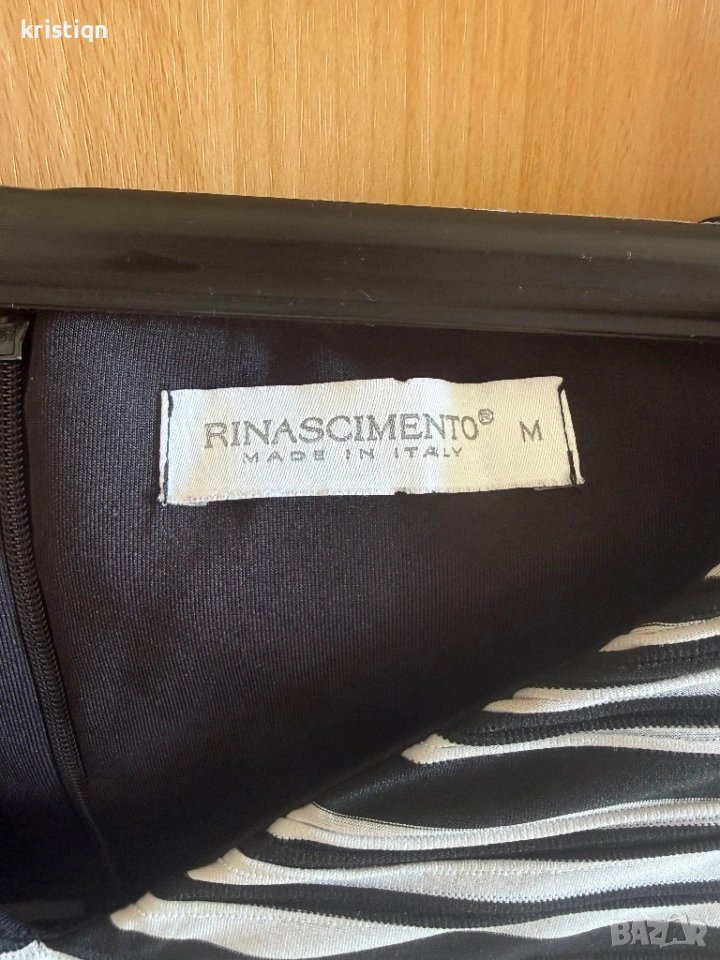 kristiqn
RINASCIMENTO® M
MADE IN ITALY
BAZAR